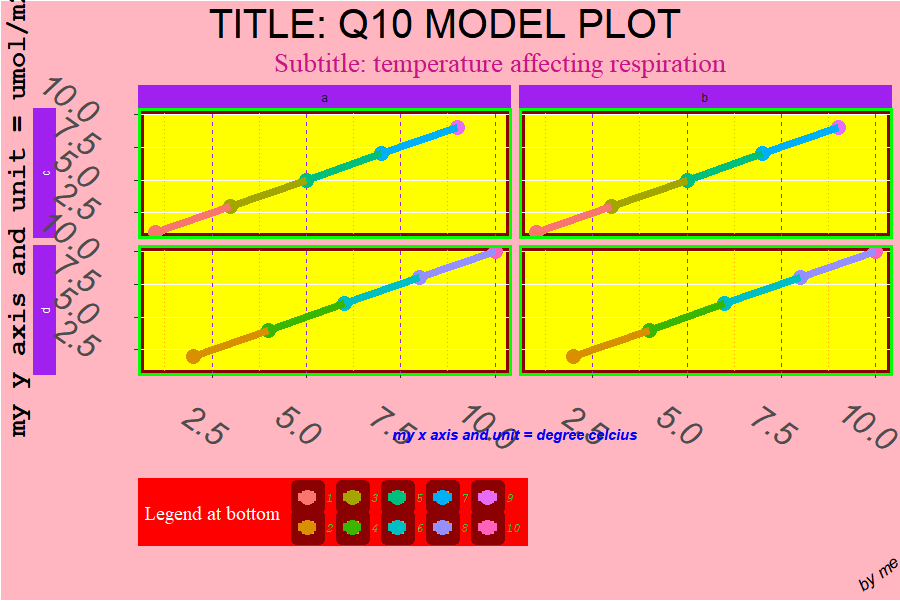 TITLE: Q10 MODEL PLOT
Subtitle: temperature affecting respiration
my y axis and unit = umol/m2
a b
c
10.0
7.5
5.0
2.5
d
10.0
7.5
5.0
2.5
2.5 5.0 7.5 10.0 2.5 5.0 7.5 10.0
my x axis and unit = degree celcius
Legend at bottom
1 3 5 7 9
2 4 6 8 10
by me